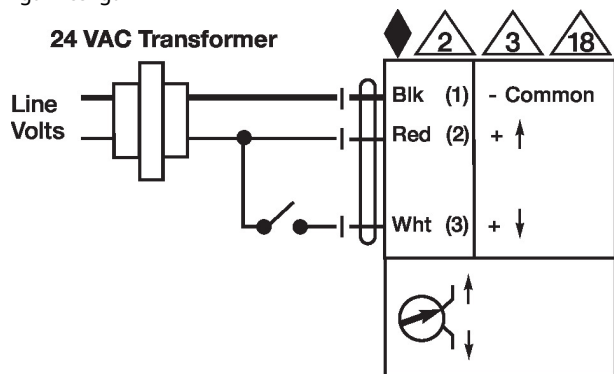 24 VAC Transformer
2 3 18
Line
Volts
Blk (1) - Common
Red (2) +
Wht (3) +